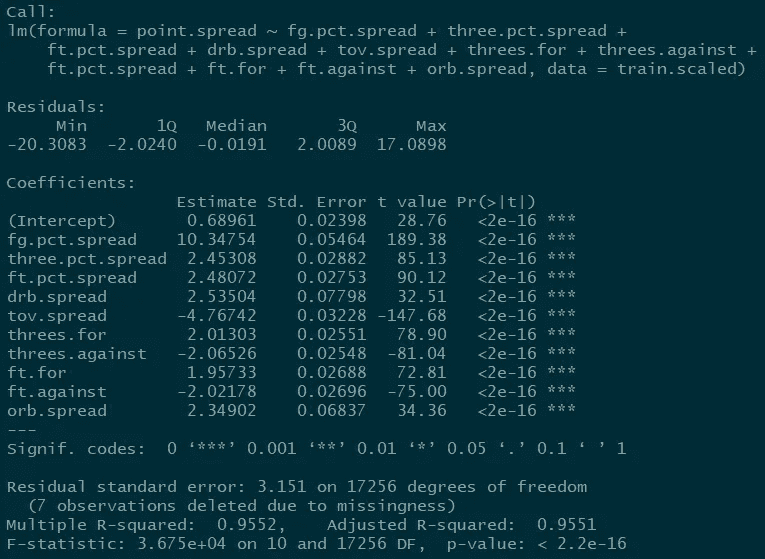 Call:
lm(formula = point.spread ~ fg.pct.spread + three.pct.spread +
    ft.pct.spread + drb.spread + tov.spread + threes.for + threes.against +
    ft.pct.spread + ft.for + ft.against + orb.spread, data = train.scaled)
Residuals:
     Min       1Q   Median       3Q      Max
-20.3083  -2.0240  -0.0191   2.0089  17.0898
Coefficients:
                 Estimate Std. Error t value Pr(>|t|)
(Intercept)       0.68961    0.02398   28.76   <2e-16 ***
fg.pct.spread    10.34754    0.05464  189.38   <2e-16 ***
three.pct.spread  2.45308    0.02882   85.13   <2e-16 ***
ft.pct.spread     2.48072    0.02753   90.12   <2e-16 ***
drb.spread        2.53504    0.07798   32.51   <2e-16 ***
tov.spread       -4.76742    0.03228 -147.68   <2e-16 ***
threes.for        2.01303    0.02551   78.90   <2e-16 ***
threes.against   -2.06526    0.02548  -81.04   <2e-16 ***
ft.for            1.95733    0.02688   72.81   <2e-16 ***
ft.against       -2.02178    0.02696  -75.00   <2e-16 ***
orb.spread        2.34902    0.06837   34.36   <2e-16 ***
---
Signif. codes:  0 ‘***’ 0.001 ‘**’ 0.01 ‘*’ 0.05 ‘.’ 0.1 ‘ ’ 1
Residual standard error: 3.151 on 17256 degrees of freedom
  (7 observations deleted due to missingness)
Multiple R-squared:  0.9552,    Adjusted R-squared:  0.9551
F-statistic: 3.675e+04 on 10 and 17256 DF,  p-value: < 2.2e-16